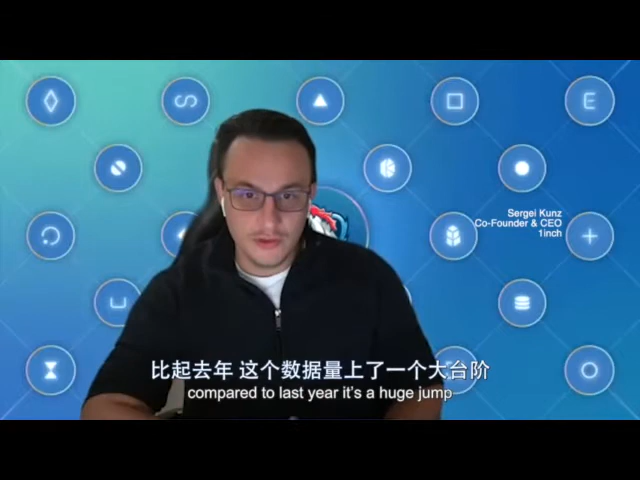 Sergei Kunz
Co-Founder & CEO
1inch
比起去年 这个数据量上了一个大台阶
compared to last year it's a huge jump